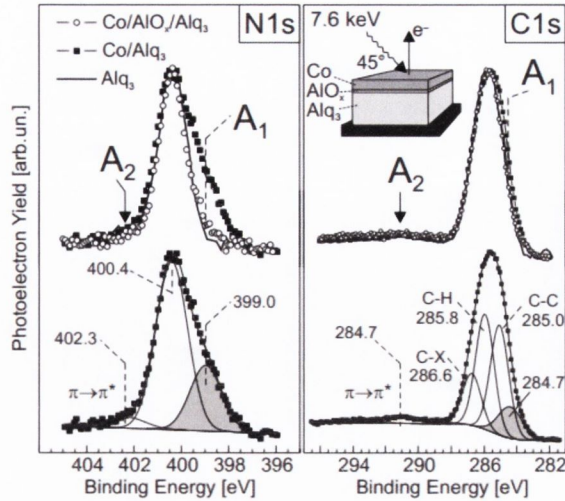 -○- Co/AlOₓ/Alq₃
-■- Co/Alq₃
— Alq₃
N1s
A₁
A₂
400.4
399.0
402.3
π→π*
404 402 400 398 396
Binding Energy [eV]
Photoelectron Yield [arb.un.]
7.6 keV
e⁻
45°
C1s
Co
AlOₓ
Alq₃
A₁
A₂
C-H
285.8
C-C
285.0
C-X
286.6
284.7
284.7
π→π*
294 290 286 282
Binding Energy [eV]